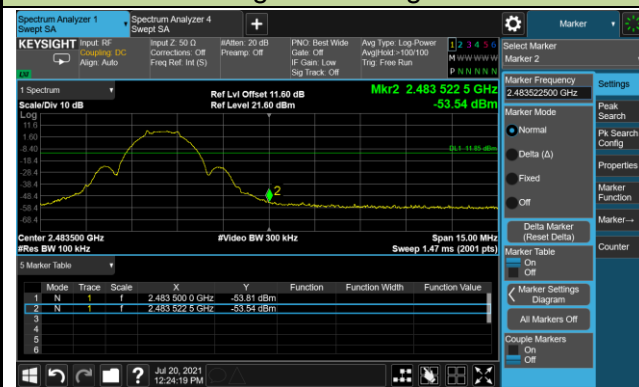 Spectrum Analyzer 1
Swept SA
Spectrum Analyzer 4
Swept SA
+
Marker
KEYSIGHT
Input: RF
Coupling: DC
Align: Auto
Input Z: 50 Ω
Corrections: Off
Freq Ref: Int (S)
#Atten: 20 dB
Preamp: Off
PNO: Best Wide
Gate: Off
IF Gain: Low
Sig Track: Off
Avg Type: Log-Power
Avg|Hold:>100/100
Trig: Free Run
1 2 3 4 5 6
M W W W W W
P N N N N N
LXI
Select Marker
Marker 2
Marker Frequency
2.483522500 GHz
Marker Mode
Normal
Delta (Δ)
Fixed
Off
Delta Marker
(Reset Delta)
Marker Table
On
Off
Marker Settings
Diagram
All Markers Off
Couple Markers
On
Off
Settings
Peak
Search
Pk Search
Config
Properties
Marker
Function
Marker→
Counter
1 Spectrum
Scale/Div 10 dB
Log
Ref Lvl Offset 11.60 dB
Ref Level 21.60 dBm
Mkr2 2.483 522 5 GHz
-53.54 dBm
11.6
1.60
-8.40
-18.4
-28.4
-38.4
-48.4
-58.4
-68.4
DL1 -11.85 dBm
2
Center 2.483500 GHz
#Res BW 100 kHz
#Video BW 300 kHz
Span 15.00 MHz
Sweep 1.47 ms (2001 pts)
5 Marker Table
Mode Trace Scale X Y Function Function Width Function Value
1 N 1 f 2.483 500 0 GHz -53.81 dBm
2 N 1 f 2.483 522 5 GHz -53.54 dBm
3
4
5
6
?
Jul 20, 2021
12:24:19 PM